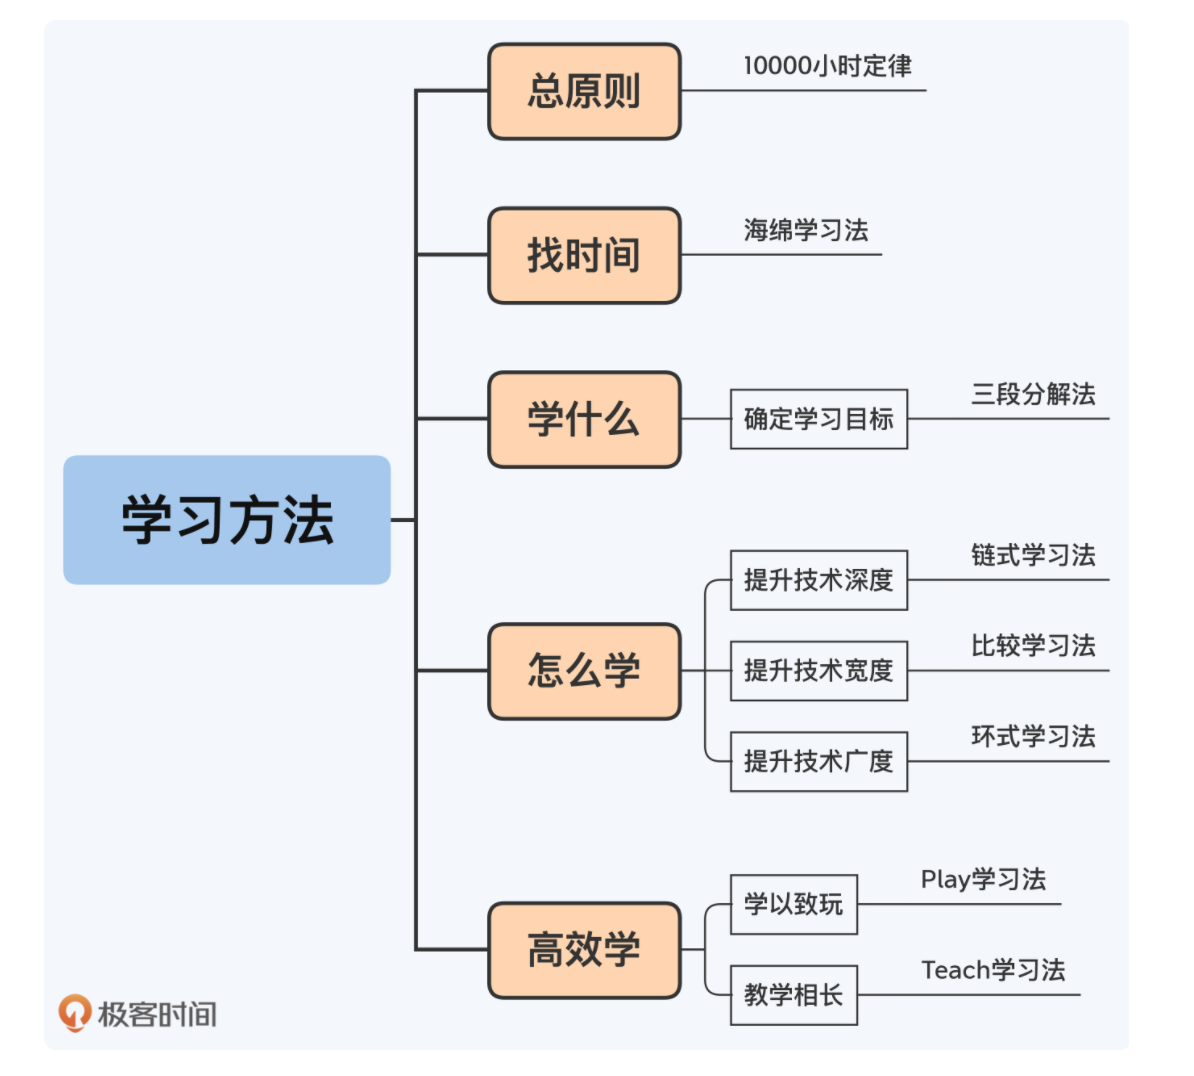 学习方法
总原则
10000小时定律
找时间
海绵学习法
学什么
确定学习目标
三段分解法
怎么学
提升技术深度
链式学习法
提升技术宽度
比较学习法
提升技术广度
环式学习法
高效学
学以致玩
Play学习法
教学相长
Teach学习法
极客时间